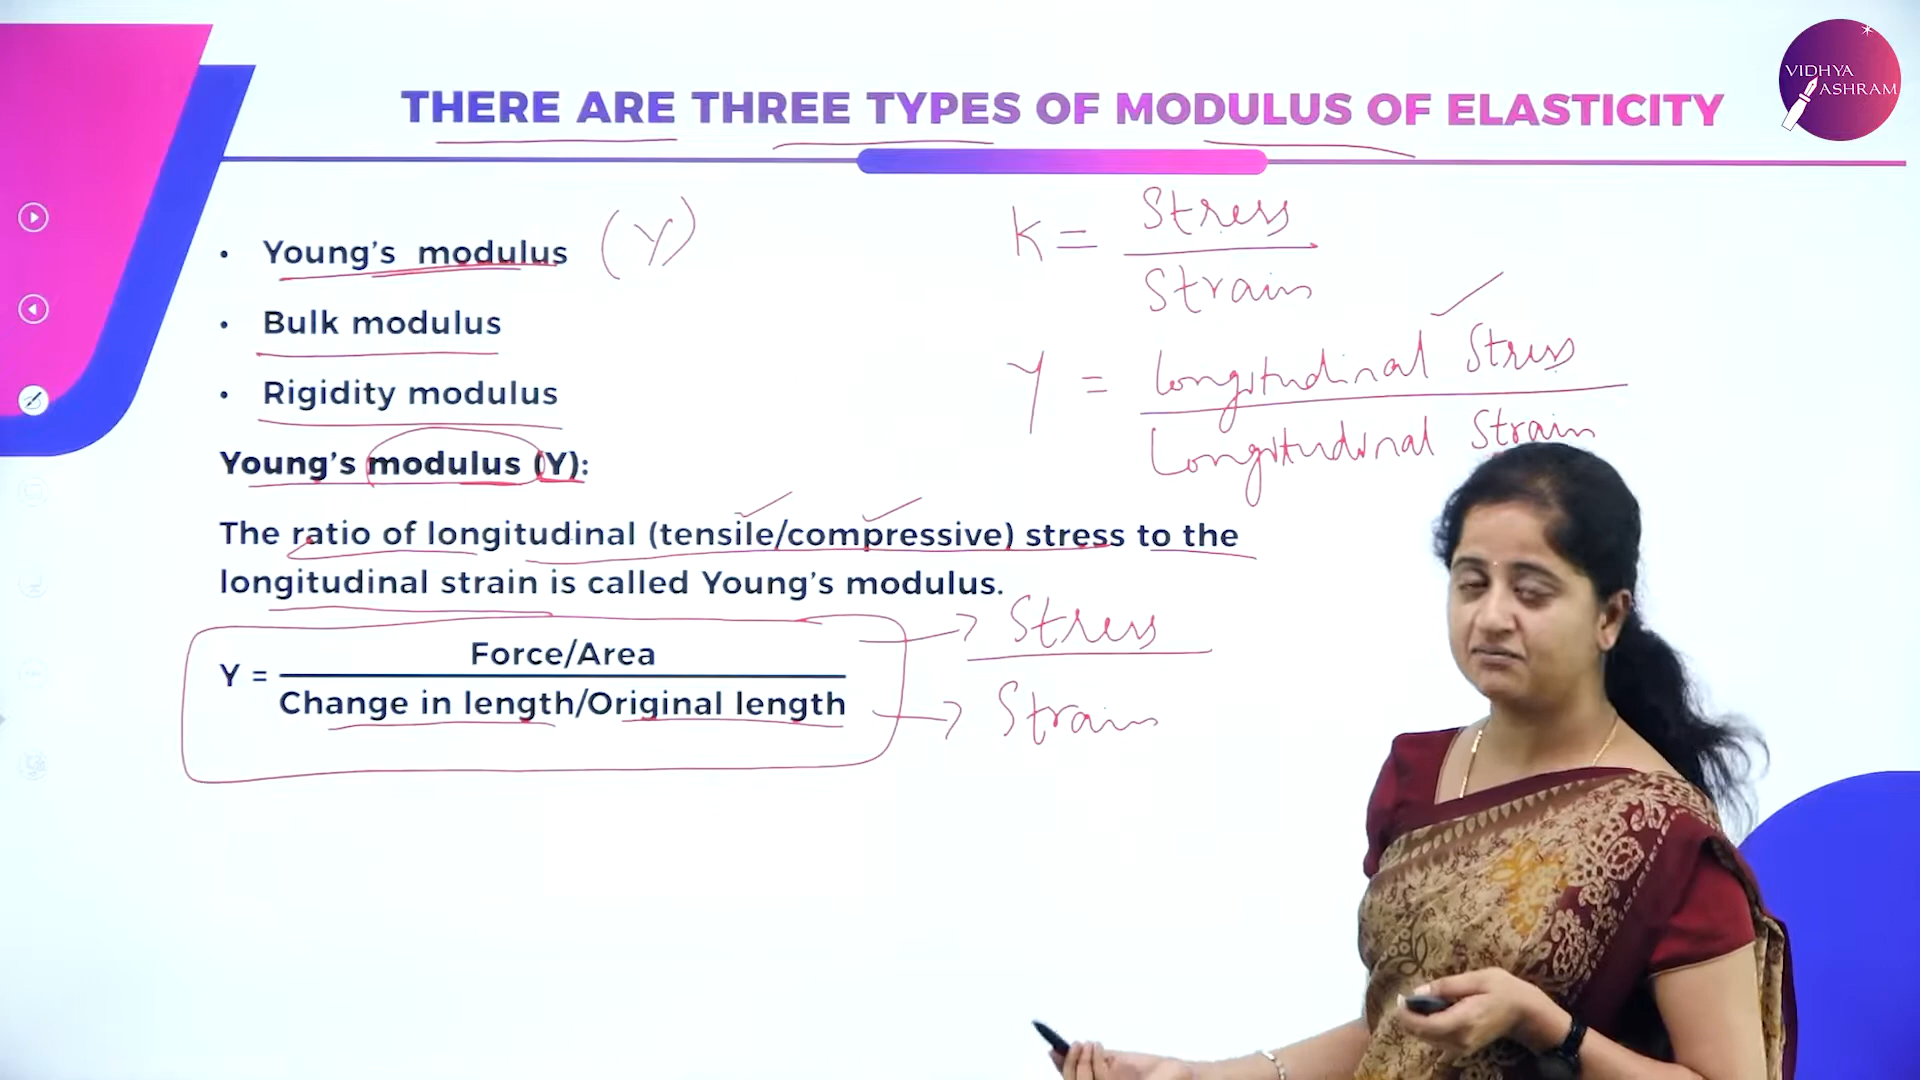 VIDHYA
ASHRAM
THERE ARE THREE TYPES OF MODULUS OF ELASTICITY
• Young's modulus (Y)
• Bulk modulus
• Rigidity modulus
K = Stress
Strain
Y = Longitudinal Stress
Longitudinal Strain
Young's modulus (Y):
The ratio of longitudinal (tensile/compressive) stress to the
longitudinal strain is called Young's modulus.
Y = Force/Area
Change in length/Original length
→ Stress
→ Strain